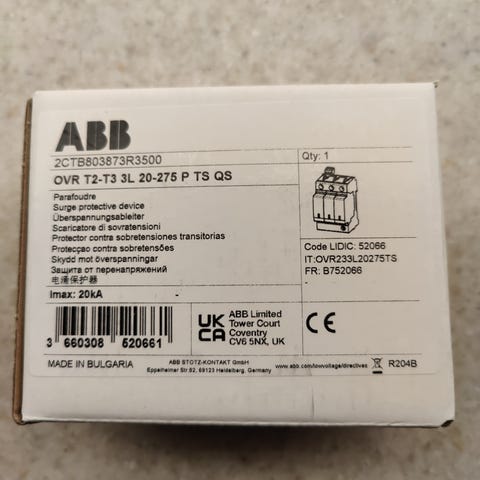 ABB
2CTB803873R3500
Qty: 1
OVR T2-T3 3L 20-275 P TS QS
Parafoudre
Surge protective device
Überspannungsableiter
Scaricatore di sovratensioni
Protector contra sobretensiones transitorias
Protecçao contra sobretensões
Skydd mot överspänningar
Защита от перенапряжений
电涌保护器
Code LIDIC: 52066
IT:OVR233L20275TS
FR: B752066
Imax: 20kA
-
3 660308 520661
UK
CA
ABB Limited
Tower Court
Coventry
CV6 5NX, UK
CE
MADE IN BULGARIA
ABB STOTZ-KONTAKT GmbH
Eppelheimer Str.82, 69123 Heidelberg, Germany
www.abb.com/lowvoltage/directives
R204B